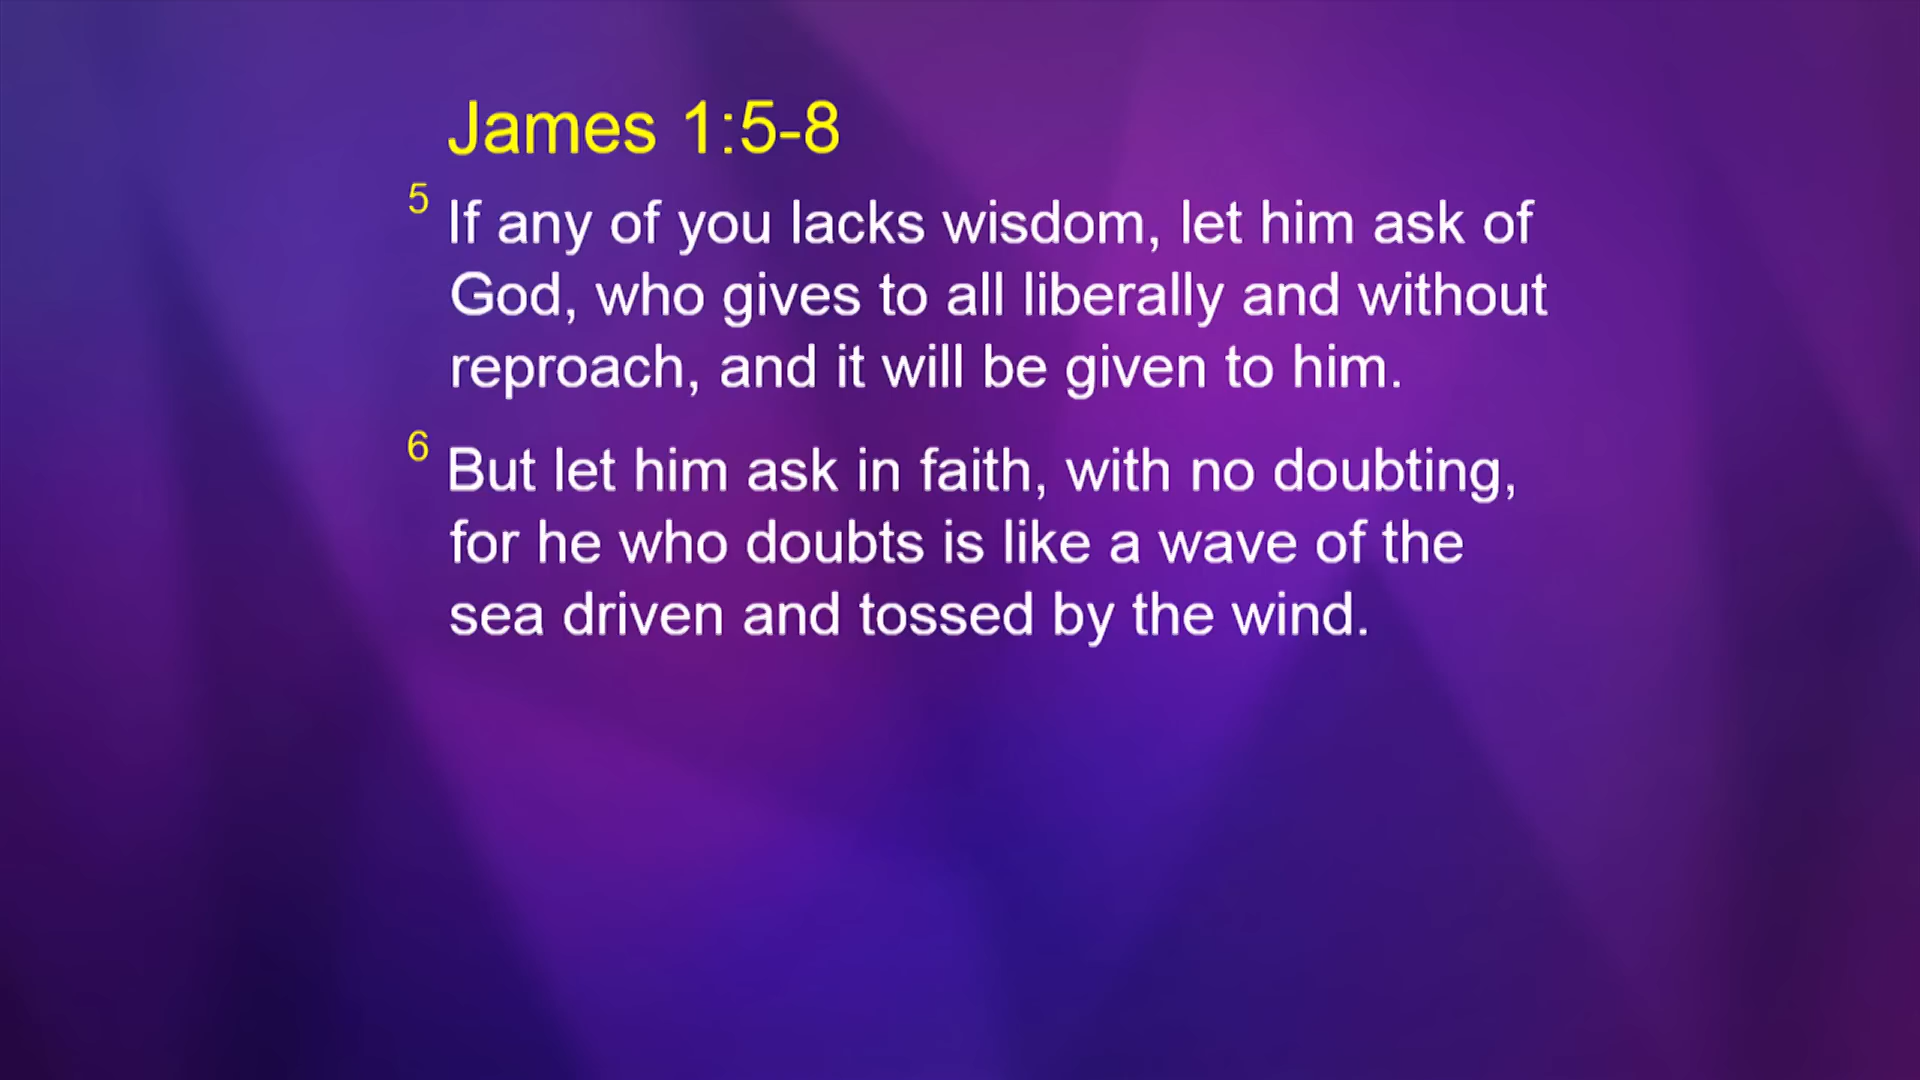 James 1:5-8
5 If any of you lacks wisdom, let him ask of
God, who gives to all liberally and without
reproach, and it will be given to him.
6 But let him ask in faith, with no doubting,
for he who doubts is like a wave of the
sea driven and tossed by the wind.